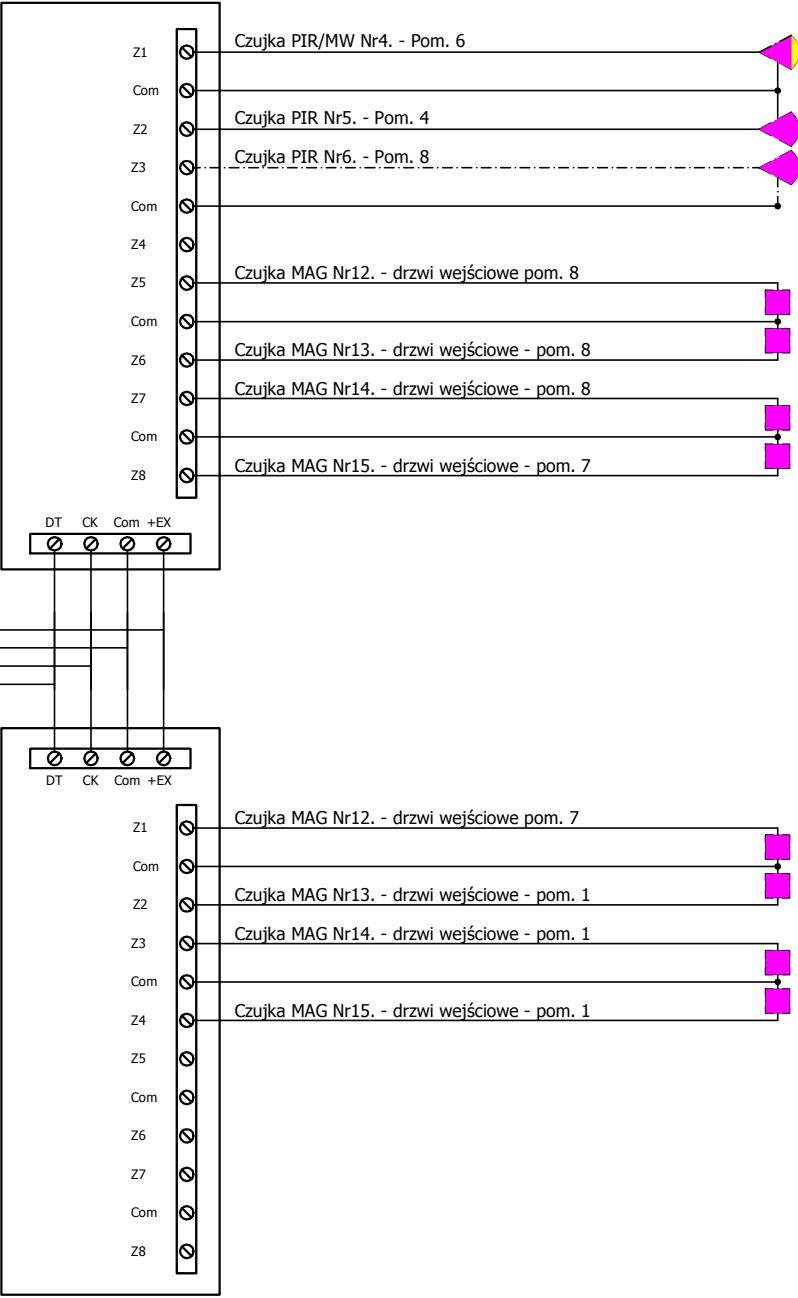 Z1 Czujka PIR/MW Nr4. - Pom. 6
Com
Z2 Czujka PIR Nr5. - Pom. 4
Z3 Czujka PIR Nr6. - Pom. 8
Com
Z4
Z5 Czujka MAG Nr12. - drzwi wejściowe pom. 8
Com
Z6 Czujka MAG Nr13. - drzwi wejściowe - pom. 8
Z7 Czujka MAG Nr14. - drzwi wejściowe - pom. 8
Com
Z8 Czujka MAG Nr15. - drzwi wejściowe - pom. 7
DT CK Com +EX
DT CK Com +EX
Z1 Czujka MAG Nr12. - drzwi wejściowe pom. 7
Com
Z2 Czujka MAG Nr13. - drzwi wejściowe - pom. 1
Z3 Czujka MAG Nr14. - drzwi wejściowe - pom. 1
Com
Z4 Czujka MAG Nr15. - drzwi wejściowe - pom. 1
Z5
Com
Z6
Z7
Com
Z8